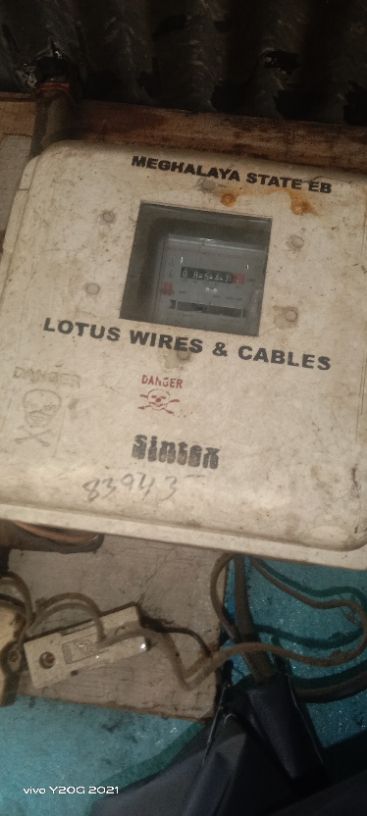 MEGHALAYA STATE EB
LOTUS WIRES & CABLES
DANGER
DANGER
Sintex
83943
vivo Y20G 2021